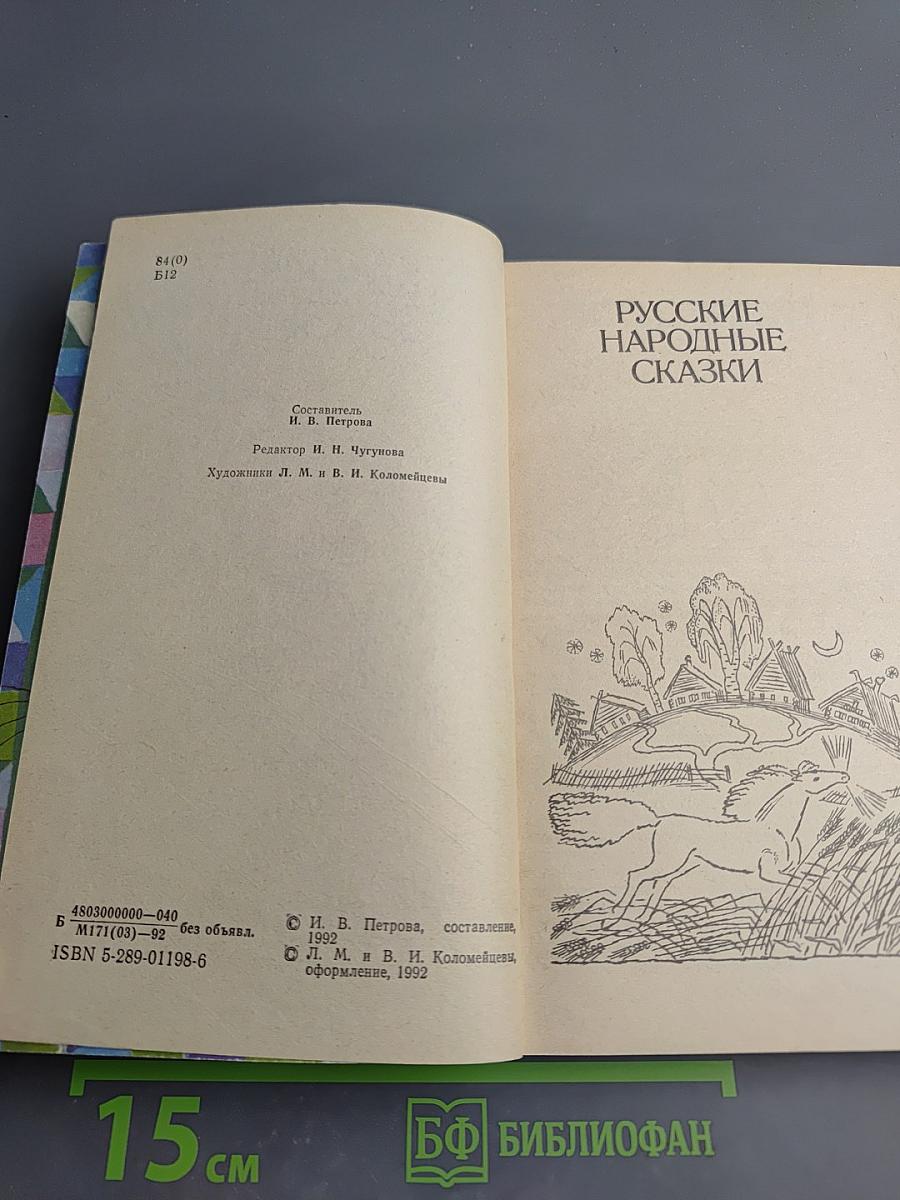 84(0)
Б12
Составитель
И. В. Петрова
Редактор И. Н. Чугунова
Художники Л. М. и В. И. Коломейцевы
Б 4803000000—040
М171(03)—92 без объявл.
ISBN 5-289-01198-6
© И. В. Петрова, составление,
1992
© Л. М. и В. И. Коломейцевы,
оформление, 1992
РУССКИЕ
НАРОДНЫЕ
СКАЗКИ
15 см
БФ БИБЛИОФАН